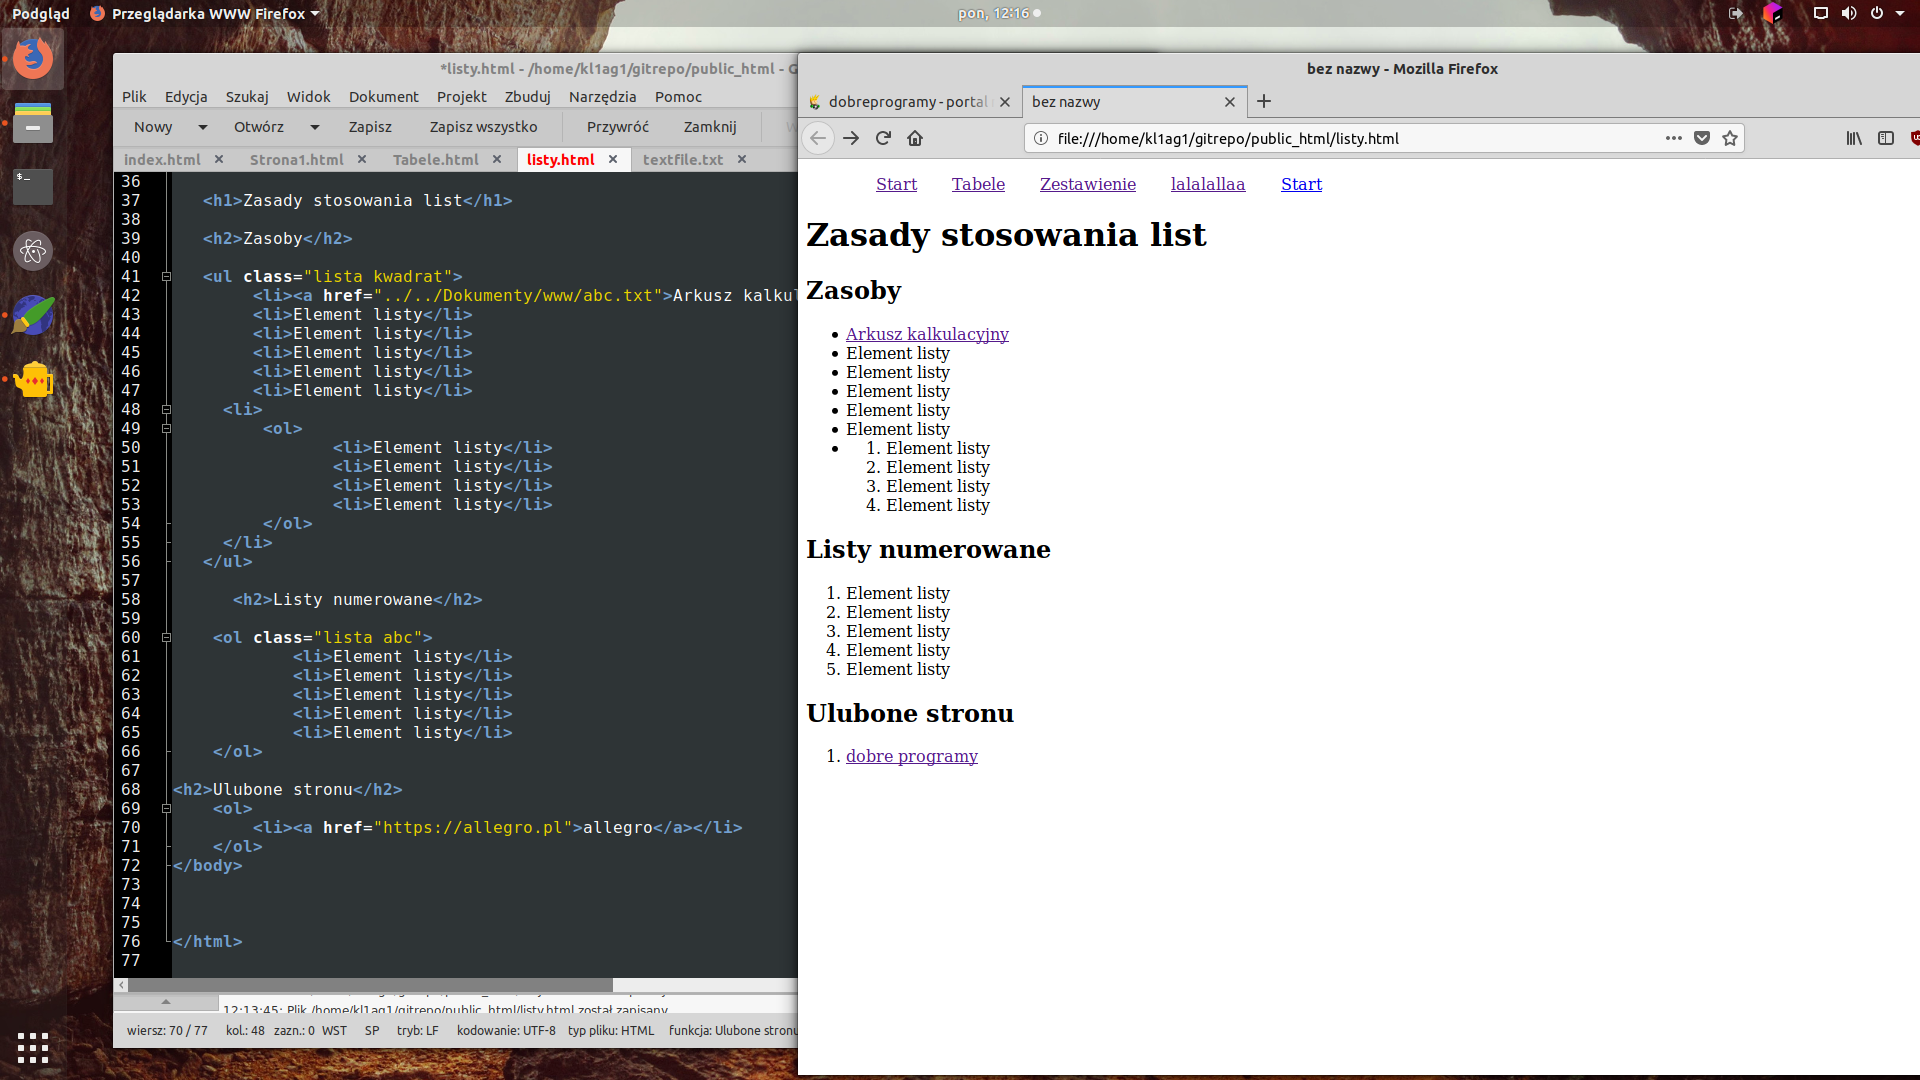 Podgląd Przeglądarka WWW Firefox pon, 12:16
*listy.html - /home/kl1ag1/gitrepo/public_html - G
Plik Edycja Szukaj Widok Dokument Projekt Zbuduj Narzędzia Pomoc
Nowy Otwórz Zapisz Zapisz wszystko Przywróć Zamknij
index.html Strona1.html Tabele.html listy.html textfile.txt
36
37 <h1>Zasady stosowania list</h1>
38
39 <h2>Zasoby</h2>
40
41 <ul class="lista kwadrat">
42 <li><a href="../../Dokumenty/www/abc.txt">Arkusz kalku
43 <li>Element listy</li>
44 <li>Element listy</li>
45 <li>Element listy</li>
46 <li>Element listy</li>
47 <li>Element listy</li>
48 <li>
49 <ol>
50 <li>Element listy</li>
51 <li>Element listy</li>
52 <li>Element listy</li>
53 <li>Element listy</li>
54 </ol>
55 </li>
56 </ul>
57
58 <h2>Listy numerowane</h2>
59
60 <ol class="lista abc">
61 <li>Element listy</li>
62 <li>Element listy</li>
63 <li>Element listy</li>
64 <li>Element listy</li>
65 <li>Element listy</li>
66 </ol>
67
68 <h2>Ulubone stronu</h2>
69 <ol>
70 <li><a href="https://allegro.pl">allegro</a></li>
71 </ol>
72 </body>
73
74
75
76 </html>
77
12:13:45: Plik /home/kl1ag1/gitrepo/public_html/listy.html został zapisany
wiersz: 70 / 77 kol.: 48 zazn.: 0 WST SP tryb: LF kodowanie: UTF-8 typ pliku: HTML funkcja: Ulubone stronu
bez nazwy - Mozilla Firefox
dobreprogramy - portal bez nazwy
file:///home/kl1ag1/gitrepo/public_html/listy.html
Start Tabele Zestawienie lalalallaa Start
Zasady stosowania list
Zasoby
• Arkusz kalkulacyjny
• Element listy
• Element listy
• Element listy
• Element listy
• Element listy
• 1. Element listy
2. Element listy
3. Element listy
4. Element listy
Listy numerowane
1. Element listy
2. Element listy
3. Element listy
4. Element listy
5. Element listy
Ulubone stronu
1. dobre programy